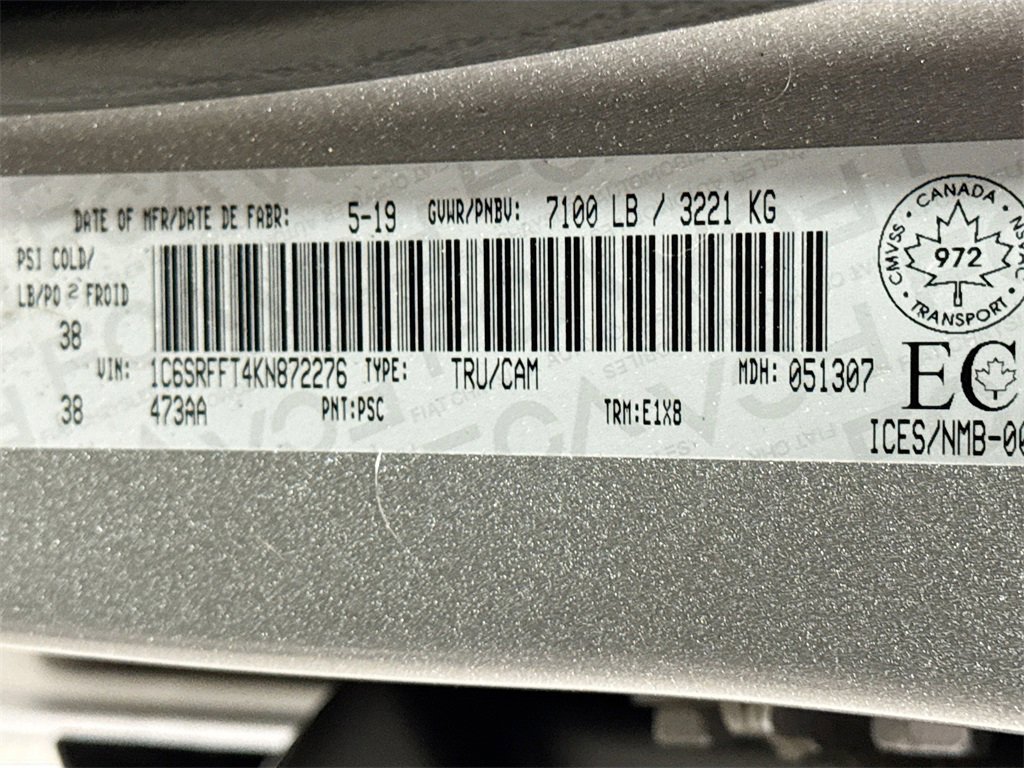 DATE OF MFR/DATE DE FABR: 5-19 GVWR/PNBV: 7100 LB / 3221 KG
PSI COLD/
LB/PO 2 FROID
38
VIN: 1C6SRFFT4KN872276 TYPE: TRU/CAM MDH: 051307
38 473AA PNT:PSC TRM:E1X8
CANADA
CMVSS
972
TRANSPORT
EC
ICES/NMB-00